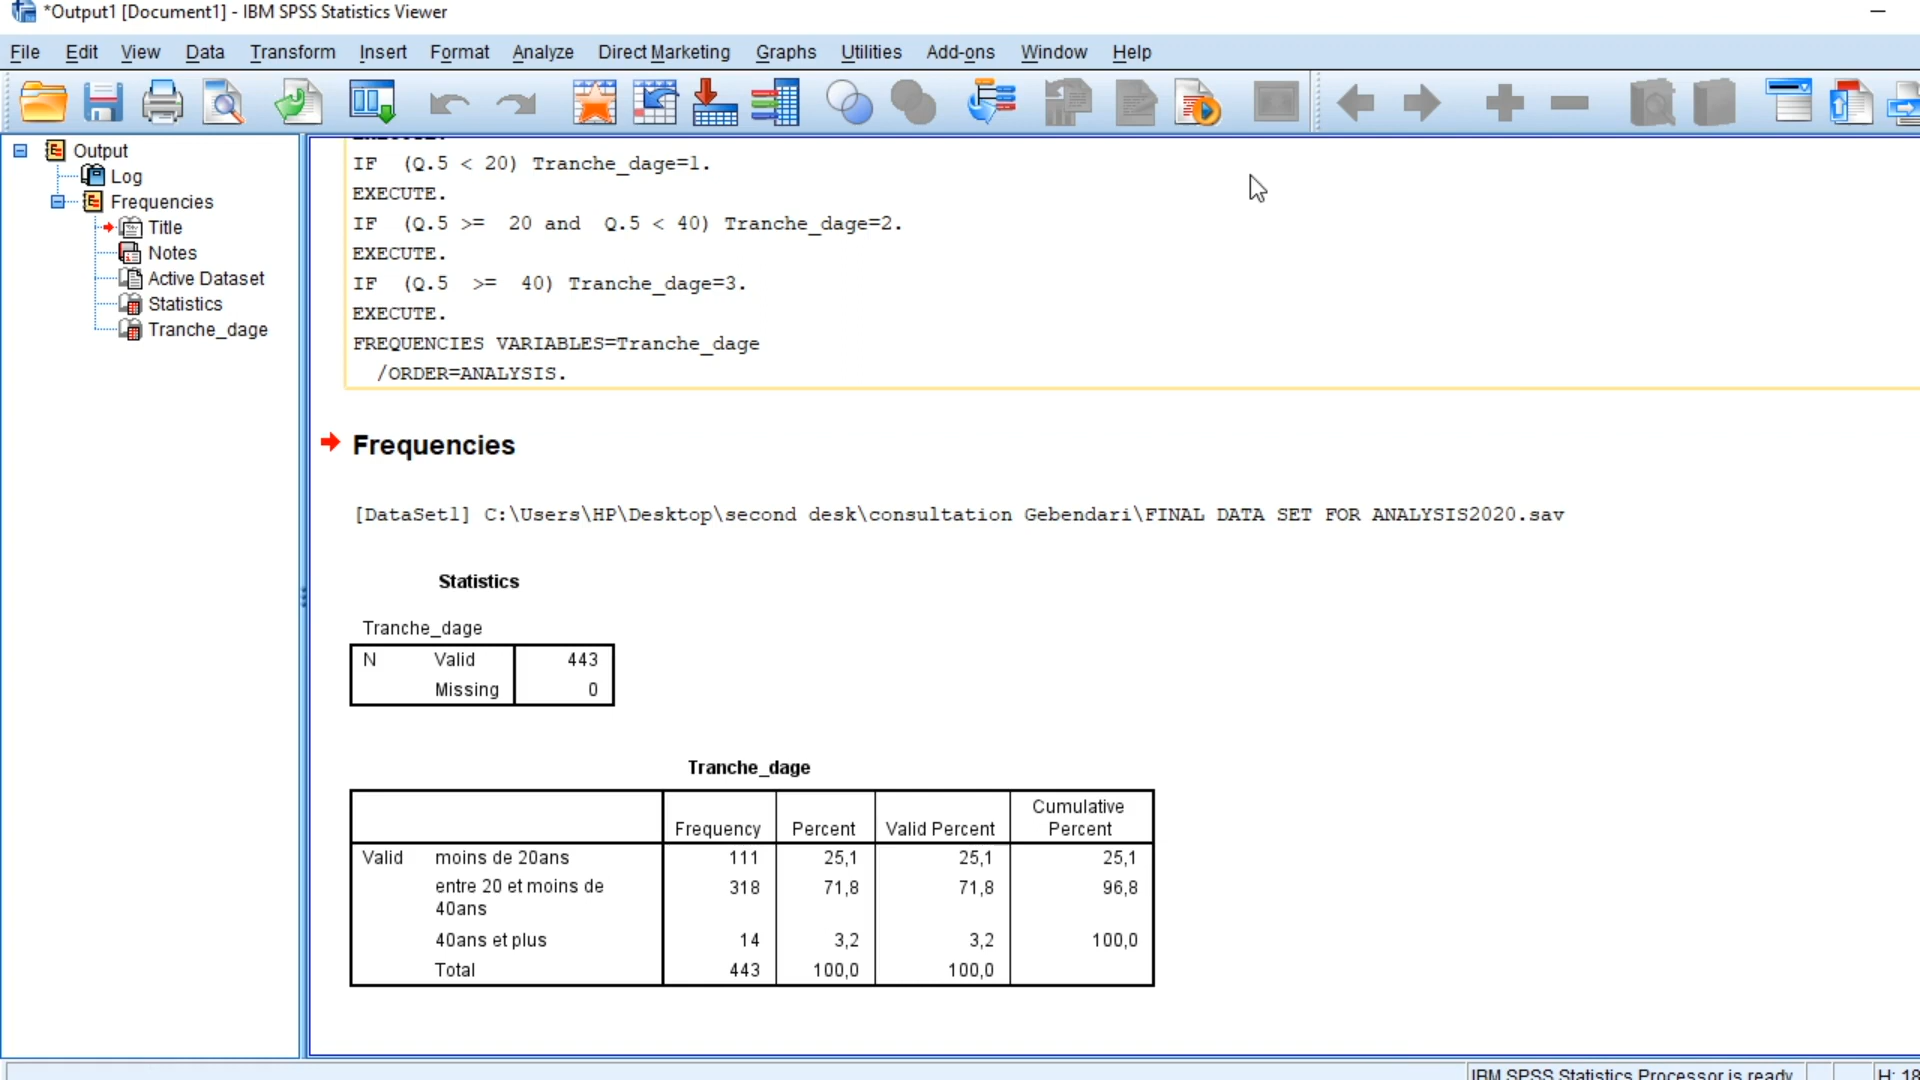 *Output1 [Document1] - IBM SPSS Statistics Viewer
File Edit View Data Transform Insert Format Analyze Direct Marketing Graphs Utilities Add-ons Window Help
Output
Log
Frequencies
Title
Notes
Active Dataset
Statistics
Tranche_dage
EXECUTE.
IF (Q.5 < 20) Tranche_dage=1.
EXECUTE.
IF (Q.5 >= 20 and Q.5 < 40) Tranche_dage=2.
EXECUTE.
IF (Q.5 >= 40) Tranche_dage=3.
EXECUTE.
FREQUENCIES VARIABLES=Tranche_dage
/ORDER=ANALYSIS.
Frequencies
[DataSet1] C:\Users\HP\Desktop\second desk\consultation Gebendari\FINAL DATA SET FOR ANALYSIS2020.sav
Statistics
Tranche_dage
N Valid 443
Missing 0
Tranche_dage
Frequency Percent Valid Percent Cumulative Percent
Valid moins de 20ans 111 25,1 25,1 25,1
entre 20 et moins de 40ans 318 71,8 71,8 96,8
40ans et plus 14 3,2 3,2 100,0
Total 443 100,0 100,0
IBM SPSS Statistics Processor is ready
H: 18